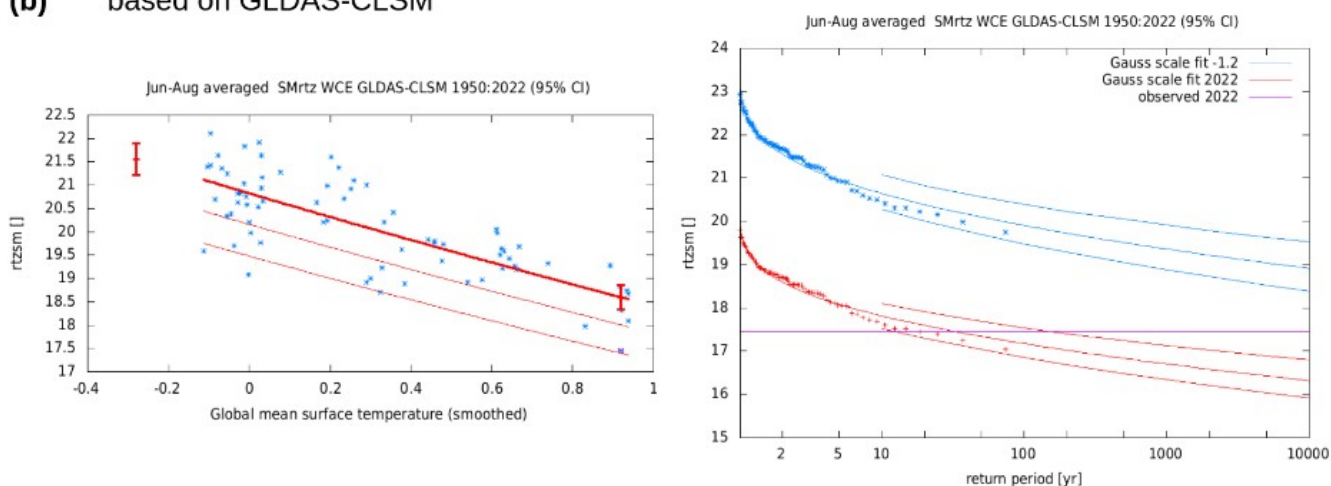 (b) based on GLDAS-CLSM
Jun-Aug averaged SMrtz WCE GLDAS-CLSM 1950:2022 (95% CI)
22.5
22
21.5
21
20.5
20
19.5
19
18.5
18
17.5
17
rtzsm []
-0.4 -0.2 0 0.2 0.4 0.6 0.8 1
Global mean surface temperature (smoothed)
Jun-Aug averaged SMrtz WCE GLDAS-CLSM 1950:2022 (95% CI)
Gauss scale fit -1.2
Gauss scale fit 2022
observed 2022
24
23
22
21
20
19
18
17
16
15
rtzsm []
2 5 10 100 1000 10000
return period [yr]